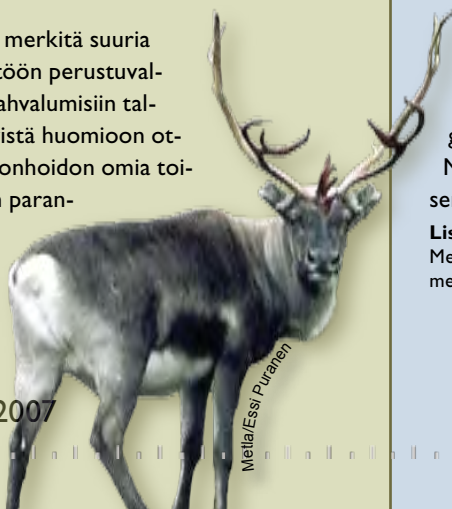 merkitä suuria
töön perustuval-
ahvalumisiin tal-
istä huomioon ot-
onhoidon omia toi-
n paran-
2007
Metla/Essi Puranen
g
N
se
Lis
Me
me